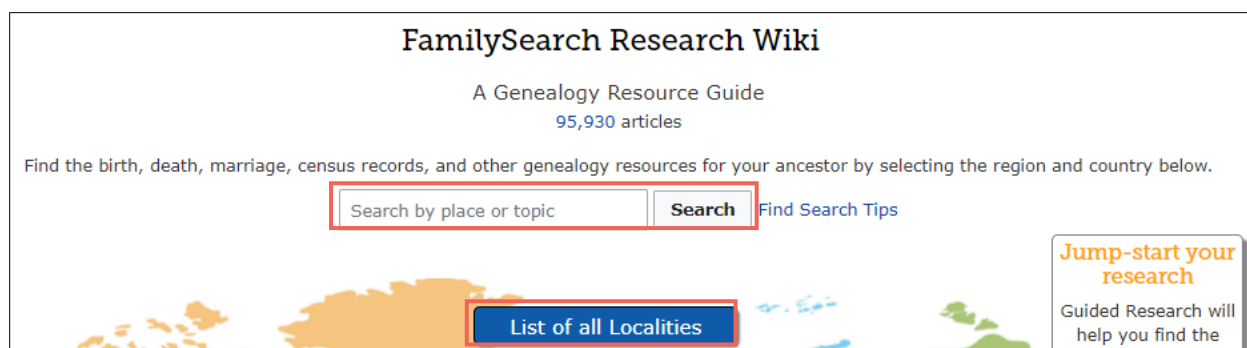 FamilySearch Research Wiki
A Genealogy Resource Guide
95,930 articles
Find the birth, death, marriage, census records, and other genealogy resources for your ancestor by selecting the region and country below.
Search by place or topic Search Find Search Tips
List of all Localities
Jump-start your
research
Guided Research will
help you find the